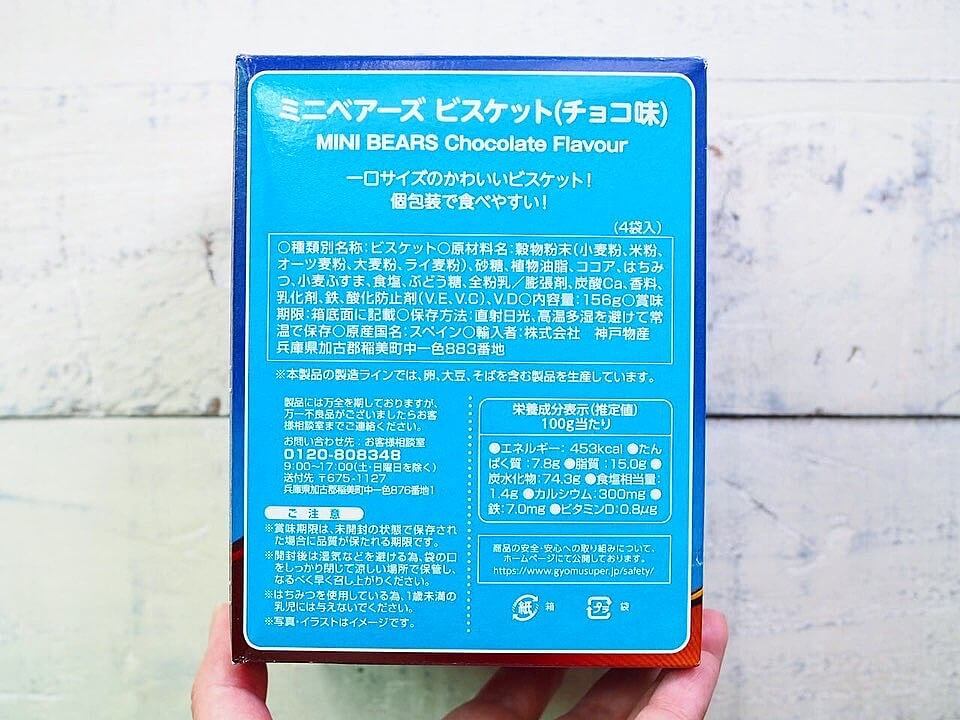 ミニベアーズ ビスケット(チョコ味)
MINI BEARS Chocolate Flavour
一口サイズのかわいいビスケット!
個包装で食べやすい!
(4袋入)
○種類別名称:ビスケット○原材料名:穀物粉末(小麦粉、米粉、
オーツ麦粉、大麦粉、ライ麦粉)、砂糖、植物油脂、ココア、はちみ
つ、小麦ふすま、食塩、ぶどう糖、全粉乳/膨張剤、炭酸Ca、香料、
乳化剤、鉄、酸化防止剤(V.E、V.C)、V.D○内容量:156g○賞味
期限:箱底面に記載○保存方法:直射日光、高温多湿を避けて常
温で保存○原産国名:スペイン○輸入者:株式会社 神戸物産
兵庫県加古郡稲美町中一色883番地
※本製品の製造ラインでは、卵、大豆、そばを含む製品を生産しています。
製品には万全を期しておりますが、
万一不良品がございましたらお客
様相談室までご連絡ください。
お問い合わせ先:お客様相談室
0120-808348
9:00〜17:00(土・日曜日を除く)
送付先 〒675-1127
兵庫県加古郡稲美町中一色876番地1
ご注意
※賞味期限は、未開封の状態で保存され
た場合に品質が保たれる期限です。
※開封後は湿気などを避ける為、袋の口
をしっかり閉じて涼しい場所で保管し、
なるべく早く召し上がりください。
※はちみつを使用している為、1歳未満の
乳児には与えないでください。
※写真・イラストはイメージです。
栄養成分表示(推定値)
100g当たり
●エネルギー:453kcal●たん
ぱく質:7.8g●脂質:15.0g●
炭水化物:74.3g●食塩相当量:
1.4g●カルシウム:300mg●
鉄:7.0mg●ビタミンD:0.8μg
商品の安全・安心への取り組みについて、
ホームページにて公開しております。
https://www.gyomusuper.jp/safety/
紙 箱 プラ 袋